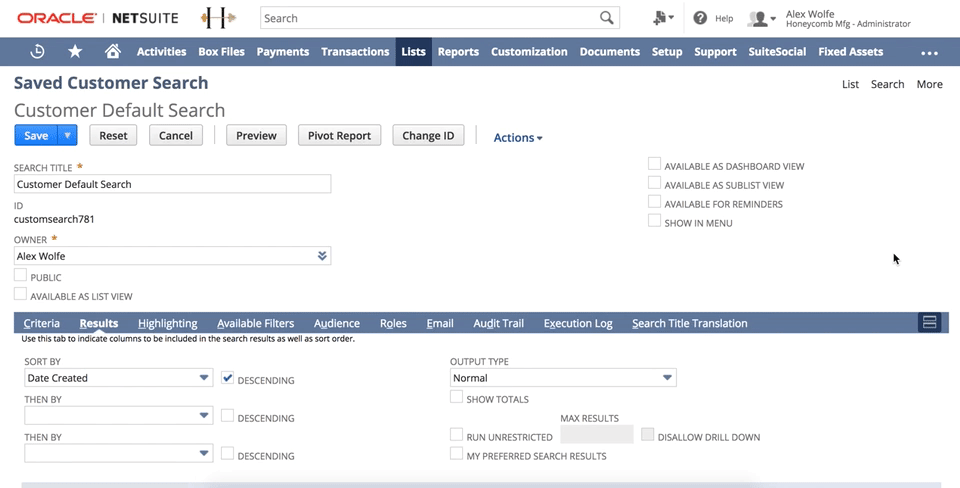 ORACLE | NETSUITE
Search
Help
Alex Wolfe
Honeycomb Mfg - Administrator
Activities Box Files Payments Transactions Lists Reports Customization Documents Setup Support SuiteSocial Fixed Assets
Saved Customer Search
List Search More
Customer Default Search
Save Reset Cancel Preview Pivot Report Change ID Actions
SEARCH TITLE *
Customer Default Search
ID
customsearch781
OWNER *
Alex Wolfe
PUBLIC
AVAILABLE AS LIST VIEW
AVAILABLE AS DASHBOARD VIEW
AVAILABLE AS SUBLIST VIEW
AVAILABLE FOR REMINDERS
SHOW IN MENU
Criteria Results Highlighting Available Filters Audience Roles Email Audit Trail Execution Log Search Title Translation
Use this tab to indicate columns to be included in the search results as well as sort order.
SORT BY
Date Created DESCENDING
THEN BY
DESCENDING
THEN BY
DESCENDING
OUTPUT TYPE
Normal
SHOW TOTALS
MAX RESULTS
RUN UNRESTRICTED DISALLOW DRILL DOWN
MY PREFERRED SEARCH RESULTS